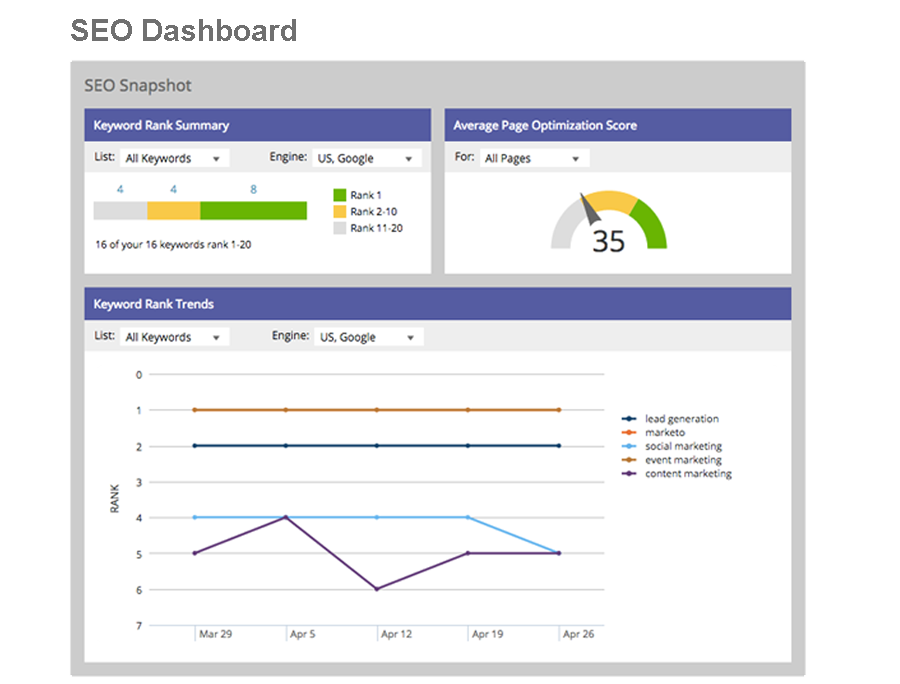 SEO Dashboard
SEO Snapshot
Keyword Rank Summary
List: All Keywords Engine: US, Google
4 4 8
Rank 1
Rank 2-10
Rank 11-20
16 of your 16 keywords rank 1-20
Average Page Optimization Score
For: All Pages
35
Keyword Rank Trends
List: All Keywords Engine: US, Google
RANK
0
1
2
3
4
5
6
7
Mar 29 Apr 5 Apr 12 Apr 19 Apr 26
lead generation
marketo
social marketing
event marketing
content marketing